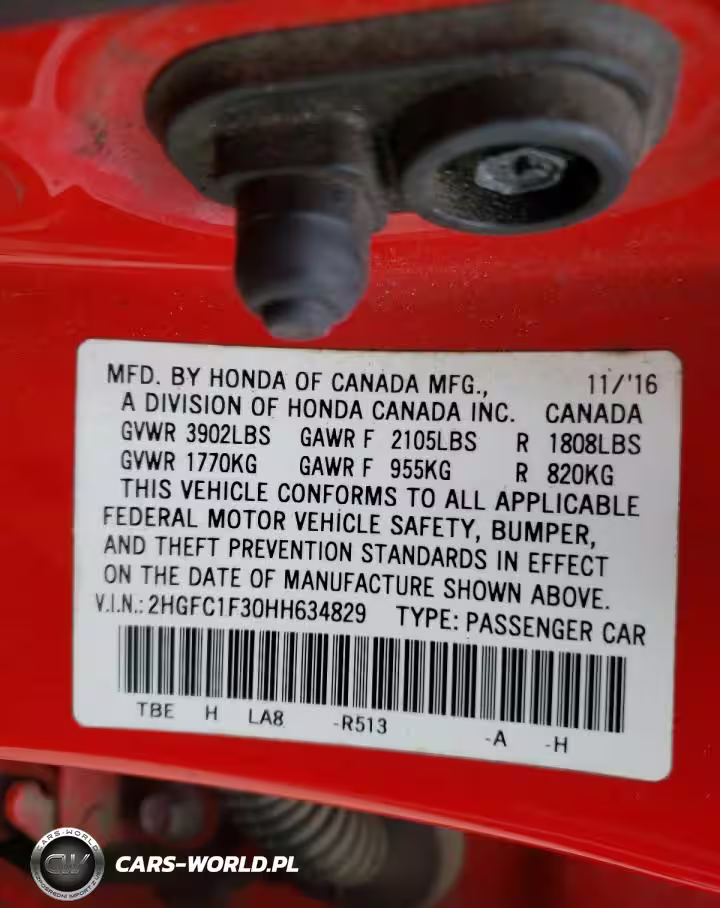 MFD. BY HONDA OF CANADA MFG., 11/'16
A DIVISION OF HONDA CANADA INC. CANADA
GVWR 3902LBS GAWR F 2105LBS R 1808LBS
GVWR 1770KG GAWR F 955KG R 820KG
THIS VEHICLE CONFORMS TO ALL APPLICABLE
FEDERAL MOTOR VEHICLE SAFETY, BUMPER,
AND THEFT PREVENTION STANDARDS IN EFFECT
ON THE DATE OF MANUFACTURE SHOWN ABOVE.
V.I.N.: 2HGFC1F30HH634829 TYPE: PASSENGER CAR
TBE H LA8 -R513 -A -H
CARS-WORLD
CW
CARS-WORLD.PL